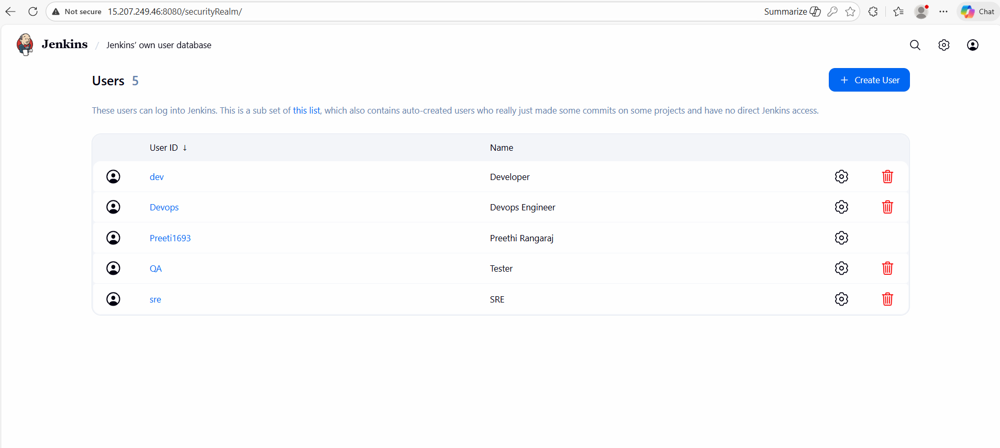 Not secure 15.207.249.46:8080/securityRealm/ Summarize Chat
Jenkins / Jenkins’ own user database
Users 5
+ Create User
These users can log into Jenkins. This is a sub set of this list, which also contains auto-created users who really just made some commits on some projects and have no direct Jenkins access.
User ID ↓ Name
dev Developer
Devops Devops Engineer
Preeti1693 Preethi Rangaraj
QA Tester
sre SRE